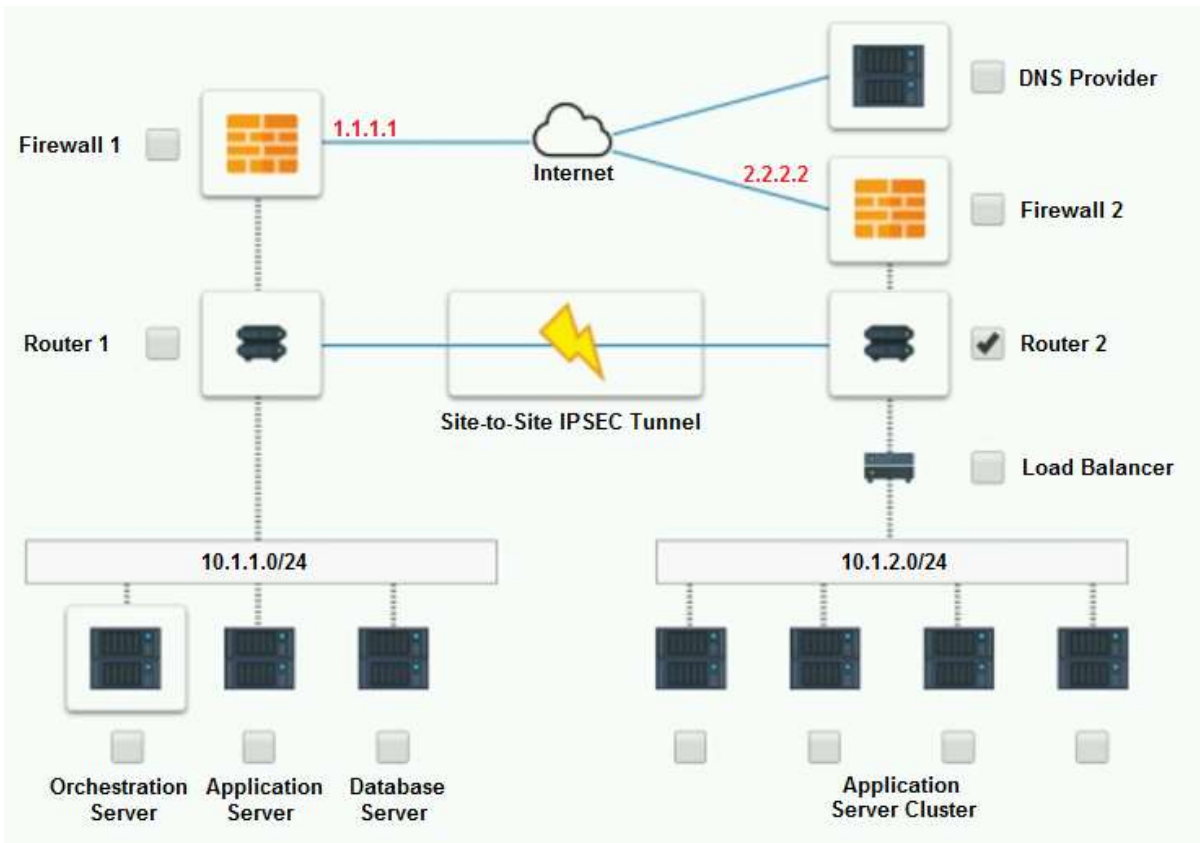 DNS Provider
Firewall 1
1.1.1.1
Internet
2.2.2.2
Firewall 2
Router 1
Router 2
Site-to-Site IPSEC Tunnel
Load Balancer
10.1.1.0/24
10.1.2.0/24
Orchestration
Server
Application
Server
Database
Server
Application
Server Cluster